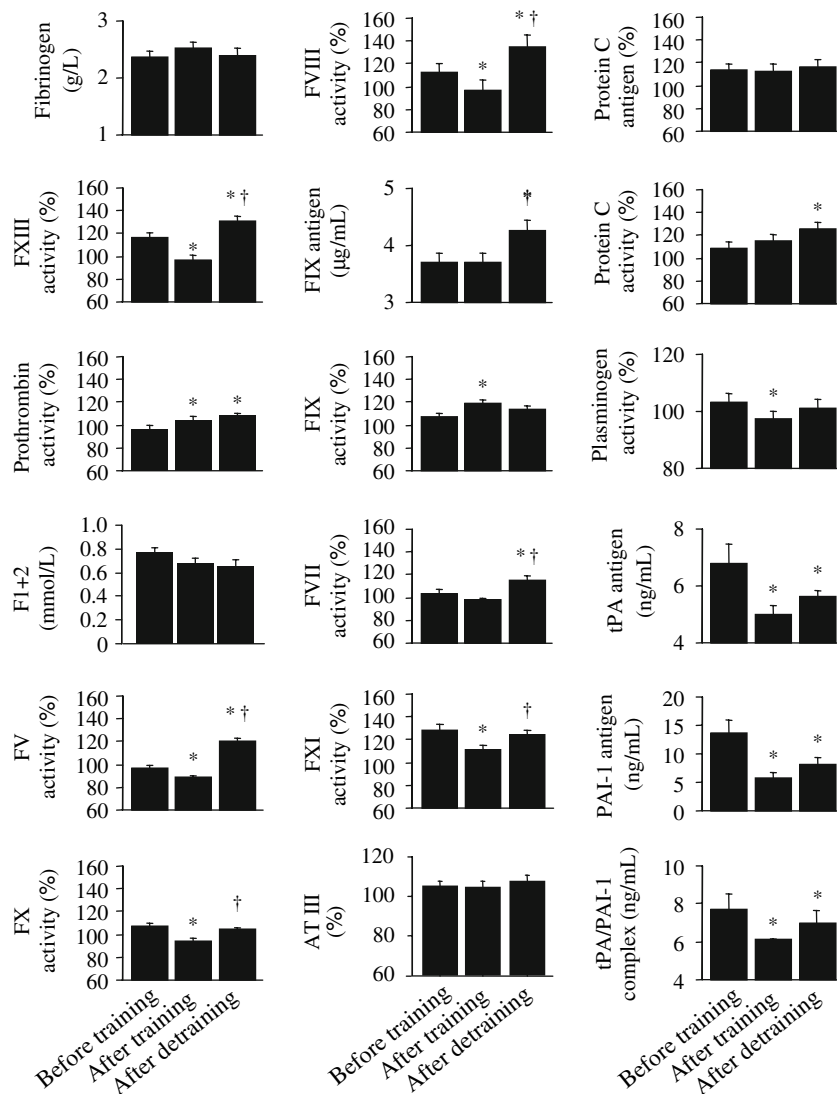 Fibrinogen
(g/L)
3
2
1
FVIII
activity (%)
140
120
100
80
60
*
* †
Protein C
antigen (%)
160
140
120
100
80
60
FXIII
activity (%)
160
140
120
100
80
60
*
* †
FIX antigen
(µg/mL)
5
4
3
Protein C
activity (%)
160
140
120
100
80
60
*
Prothrombin
activity (%)
160
140
120
100
80
60
*
*
FIX
activity (%)
160
140
120
100
80
60
*
Plasminogen
activity (%)
120
100
80
*
F1+2
(mmol/L)
1.0
0.8
0.6
0.4
0.2
0
FVII
activity (%)
160
140
120
100
80
60
* †
tPA antigen
(ng/mL)
8
6
4
*
*
FV
activity (%)
160
140
120
100
80
60
*
* †
FXI
activity (%)
160
140
120
100
80
60
*
†
PAI-1 antigen
(ng/mL)
20
15
10
5
0
*
*
FX
activity (%)
160
140
120
100
80
60
*
†
AT III
(%)
120
100
80
60
tPA/PAI-1
complex (ng/mL)
10
8
6
4
*
*
Before training
After training
After detraining
Before training
After training
After detraining
Before training
After training
After detraining